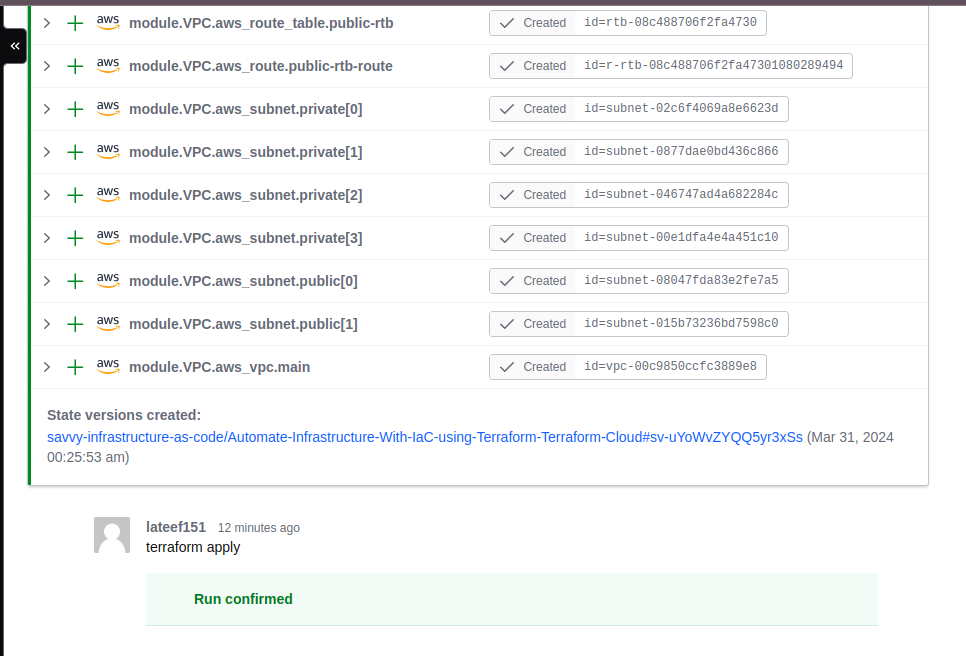 aws module.VPC.aws_route_table.public-rtb Created id=rtb-08c488706f2fa4730
«
aws module.VPC.aws_route.public-rtb-route Created id=r-rtb-08c488706f2fa47301080289494
aws module.VPC.aws_subnet.private[0] Created id=subnet-02c6f4069a8e6623d
aws module.VPC.aws_subnet.private[1] Created id=subnet-0877dae0bd436c866
aws module.VPC.aws_subnet.private[2] Created id=subnet-046747ad4a682284c
aws module.VPC.aws_subnet.private[3] Created id=subnet-00e1dfa4e4a451c10
aws module.VPC.aws_subnet.public[0] Created id=subnet-08047fda83e2fe7a5
aws module.VPC.aws_subnet.public[1] Created id=subnet-015b73236bd7598c0
aws module.VPC.aws_vpc.main Created id=vpc-00c9850ccfc3889e8
State versions created:
savvy-infrastructure-as-code/Automate-Infrastructure-With-IaC-using-Terraform-Terraform-Cloud#sv-uYoWvZYQQ5yr3xSs (Mar 31, 2024
00:25:53 am)
lateef151 12 minutes ago
terraform apply
Run confirmed